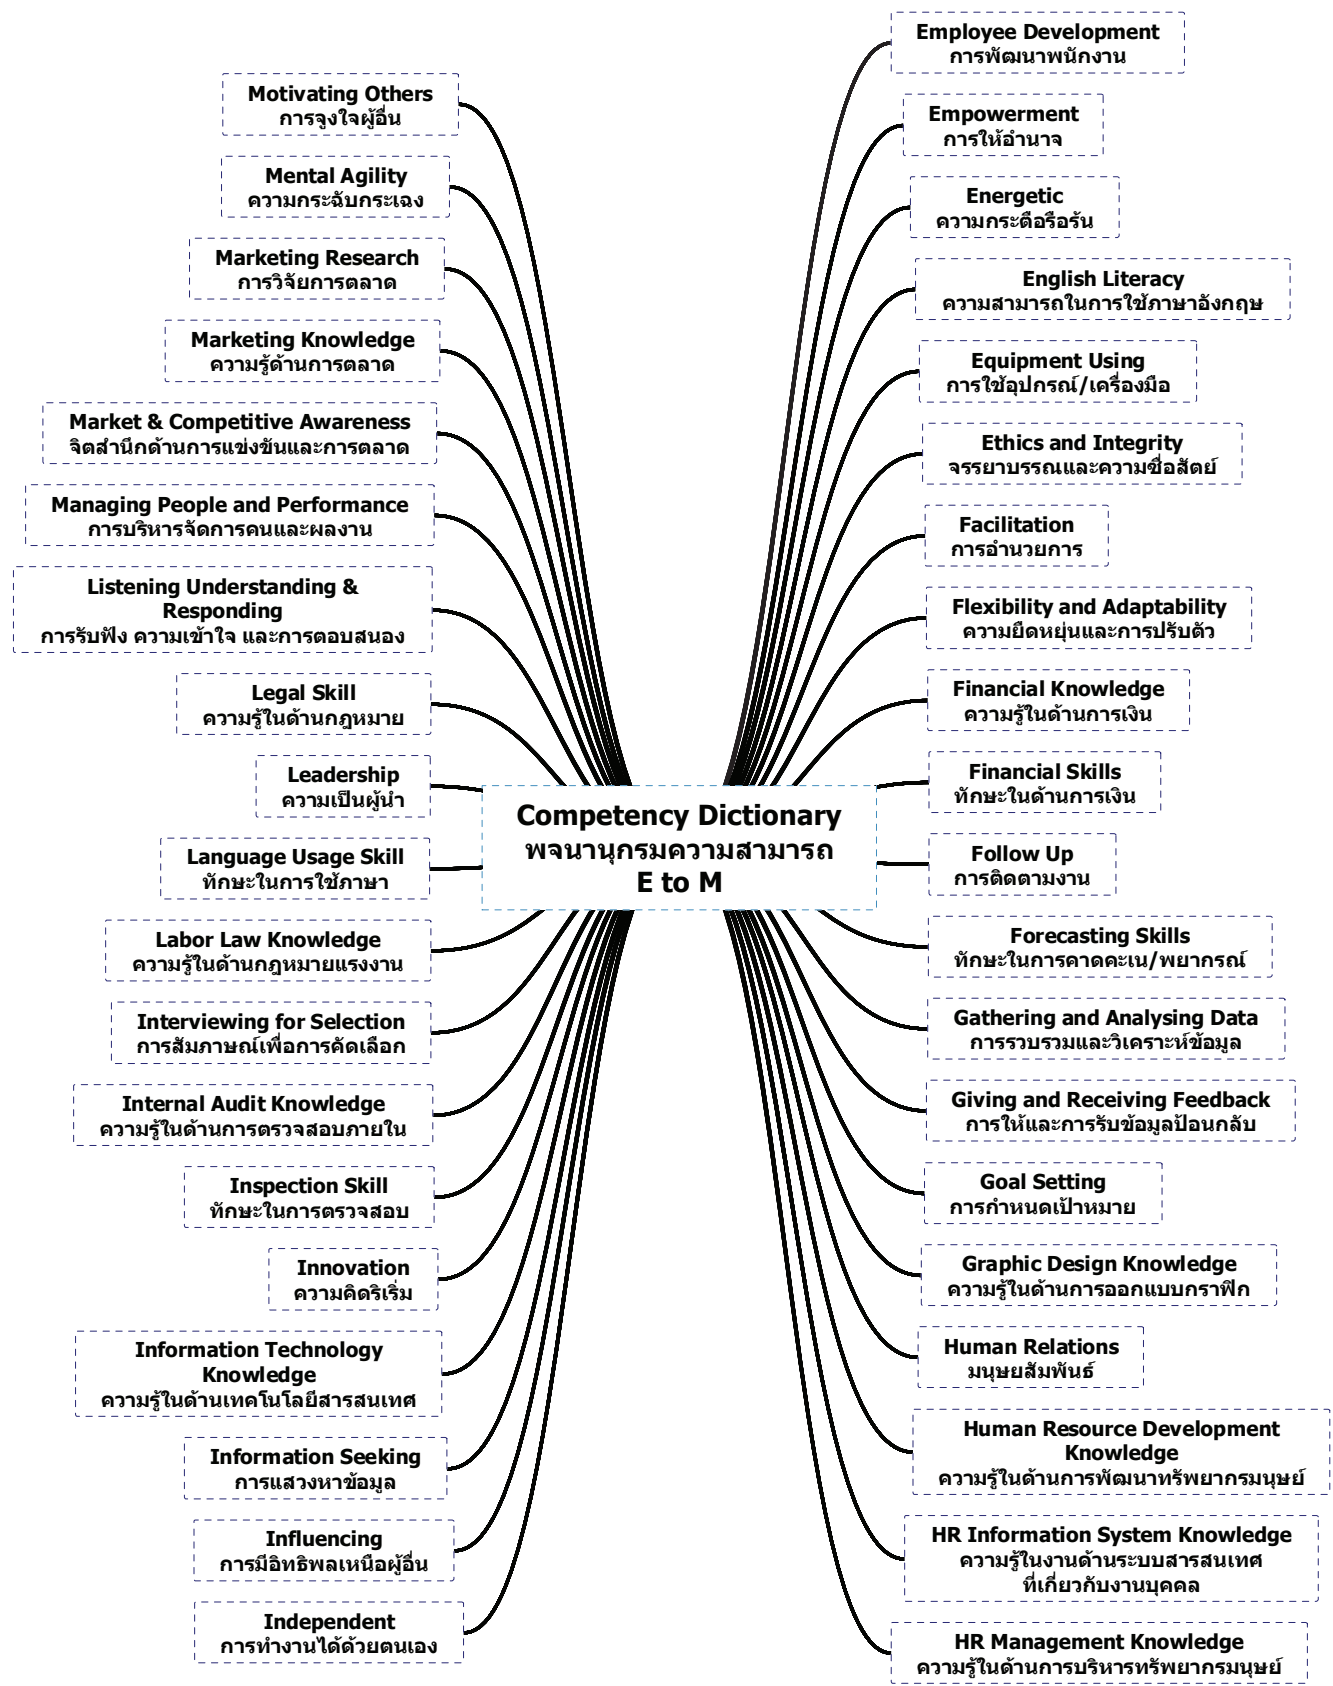 Competency Dictionary
พจนานุกรมความสามารถ
E to M
Employee Development
การพัฒนาพนักงาน
Empowerment
การให้อำนาจ
Energetic
ความกระตือรือร้น
English Literacy
ความสามารถในการใช้ภาษาอังกฤษ
Equipment Using
การใช้อุปกรณ์/เครื่องมือ
Ethics and Integrity
จรรยาบรรณและความซื่อสัตย์
Facilitation
การอำนวยการ
Flexibility and Adaptability
ความยืดหยุ่นและการปรับตัว
Financial Knowledge
ความรู้ในด้านการเงิน
Financial Skills
ทักษะในด้านการเงิน
Follow Up
การติดตามงาน
Forecasting Skills
ทักษะในการคาดคะเน/พยากรณ์
Gathering and Analysing Data
การรวบรวมและวิเคราะห์ข้อมูล
Giving and Receiving Feedback
การให้และการรับข้อมูลป้อนกลับ
Goal Setting
การกำหนดเป้าหมาย
Graphic Design Knowledge
ความรู้ในด้านการออกแบบกราฟิก
Human Relations
มนุษยสัมพันธ์
Human Resource Development
Knowledge
ความรู้ในด้านการพัฒนาทรัพยากรมนุษย์
HR Information System Knowledge
ความรู้ในงานด้านระบบสารสนเทศ
ที่เกี่ยวกับงานบุคคล
HR Management Knowledge
ความรู้ในด้านการบริหารทรัพยากรมนุษย์
Motivating Others
การจูงใจผู้อื่น
Mental Agility
ความกระฉับกระเฉง
Marketing Research
การวิจัยการตลาด
Marketing Knowledge
ความรู้ด้านการตลาด
Market & Competitive Awareness
จิตสำนึกด้านการแข่งขันและการตลาด
Managing People and Performance
การบริหารจัดการคนและผลงาน
Listening Understanding &
Responding
การรับฟัง ความเข้าใจ และการตอบสนอง
Legal Skill
ความรู้ในด้านกฎหมาย
Leadership
ความเป็นผู้นำ
Language Usage Skill
ทักษะในการใช้ภาษา
Labor Law Knowledge
ความรู้ในด้านกฎหมายแรงงาน
Interviewing for Selection
การสัมภาษณ์เพื่อการคัดเลือก
Internal Audit Knowledge
ความรู้ในด้านการตรวจสอบภายใน
Inspection Skill
ทักษะในการตรวจสอบ
Innovation
ความคิดริเริ่ม
Information Technology
Knowledge
ความรู้ในด้านเทคโนโลยีสารสนเทศ
Information Seeking
การแสวงหาข้อมูล
Influencing
การมีอิทธิพลเหนือผู้อื่น
Independent
การทำงานได้ด้วยตนเอง